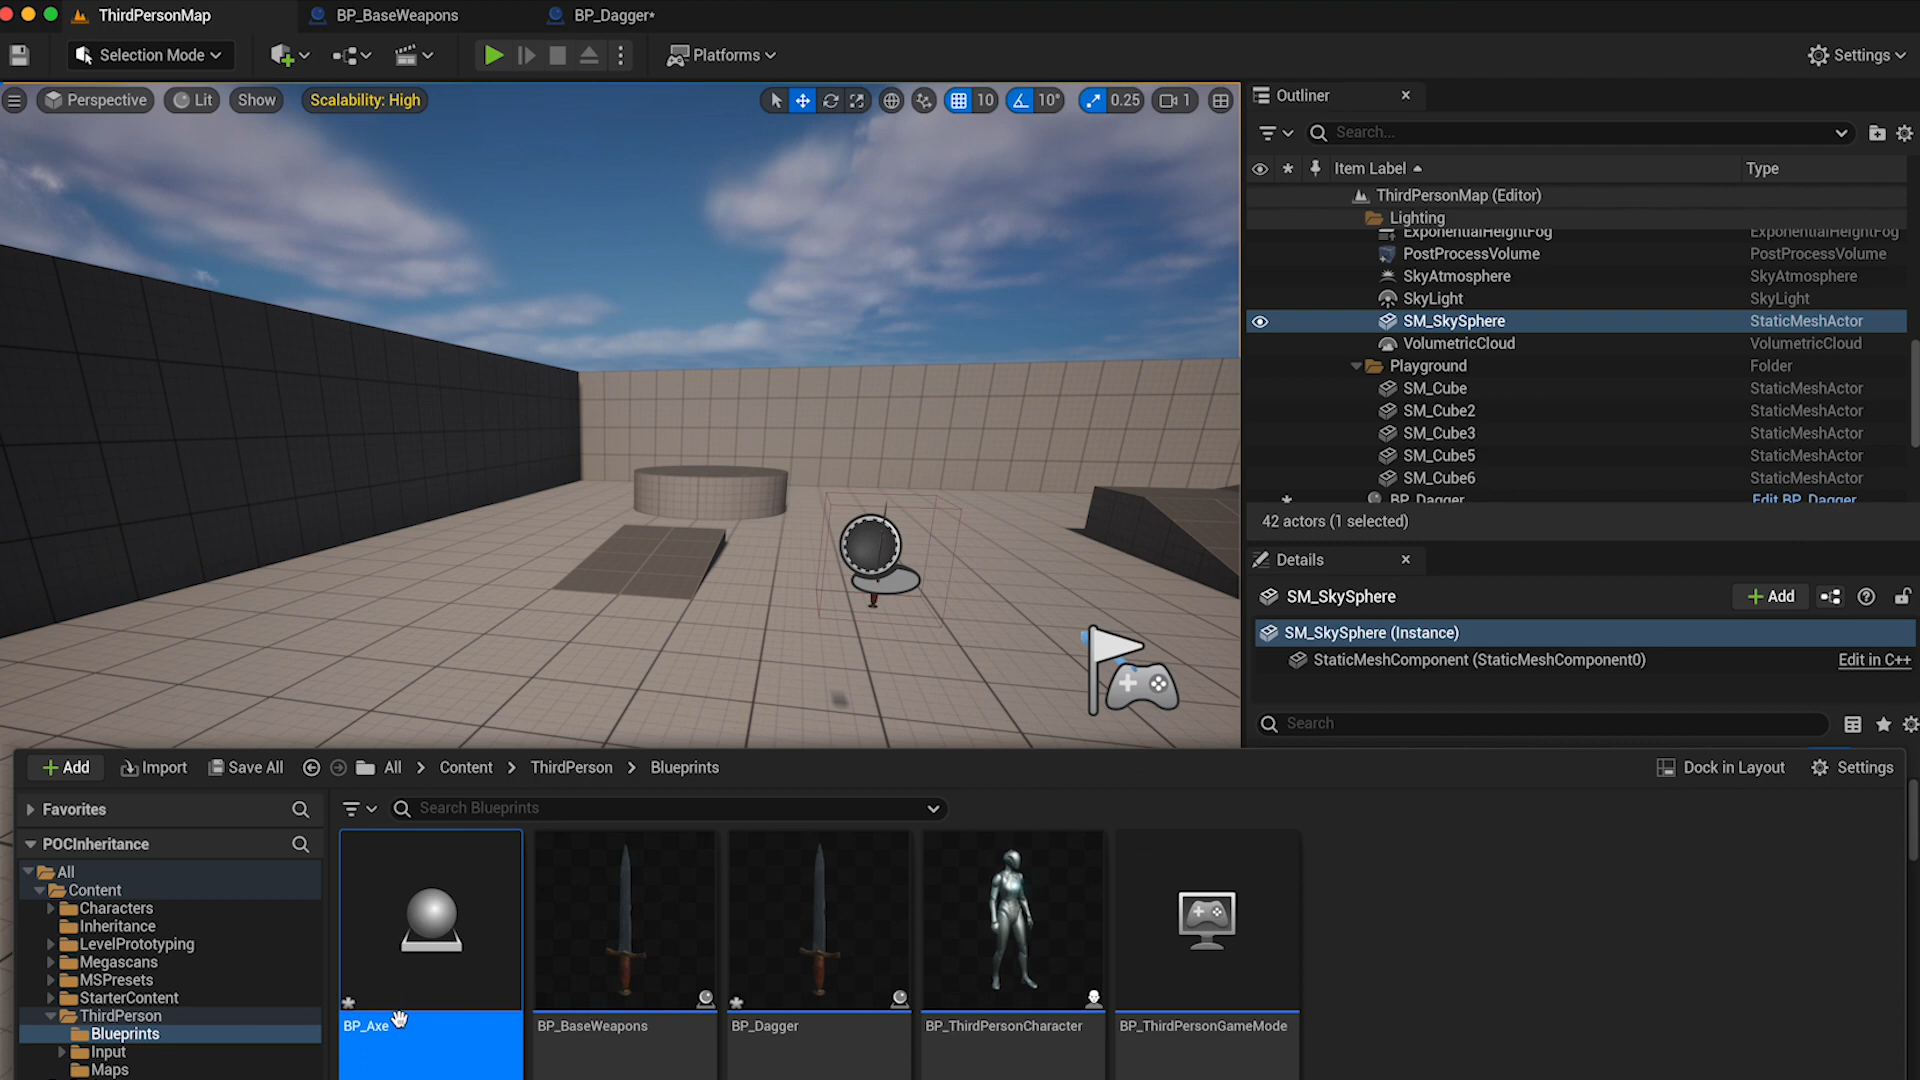 ThirdPersonMap
BP_BaseWeapons
BP_Dagger*
Selection Mode
Platforms
Settings
Perspective
Lit
Show
Scalability: High
10
10°
0.25
1
Outliner
Search...
Item Label
Type
ThirdPersonMap (Editor)
Lighting
ExponentialHeightFog
ExponentialHeightFog
PostProcessVolume
PostProcessVolume
SkyAtmosphere
SkyAtmosphere
SkyLight
SkyLight
SM_SkySphere
StaticMeshActor
VolumetricCloud
VolumetricCloud
Playground
Folder
SM_Cube
StaticMeshActor
SM_Cube2
StaticMeshActor
SM_Cube3
StaticMeshActor
SM_Cube5
StaticMeshActor
SM_Cube6
StaticMeshActor
BP_Dagger
Edit BP_Dagger
42 actors (1 selected)
Details
SM_SkySphere
Add
SM_SkySphere (Instance)
StaticMeshComponent (StaticMeshComponent0)
Edit in C++
Search
Add
Import
Save All
All
Content
ThirdPerson
Blueprints
Dock in Layout
Settings
Favorites
Search Blueprints
POCInheritance
All
Content
Characters
Inheritance
LevelPrototyping
Megascans
MSPresets
StarterContent
ThirdPerson
Blueprints
Input
Maps
BP_Axe
BP_BaseWeapons
BP_Dagger
BP_ThirdPersonCharacter
BP_ThirdPersonGameMode